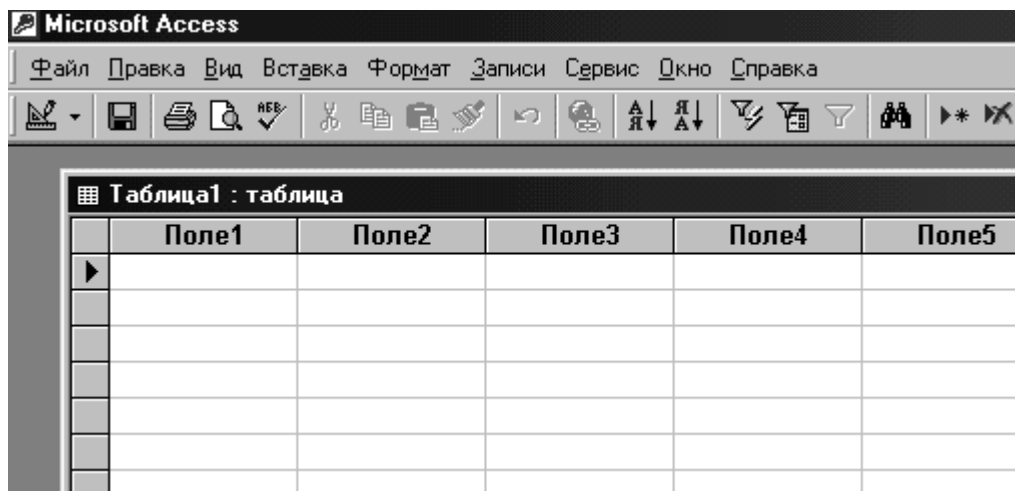 Microsoft Access
Файл Правка Вид Вставка Формат Записи Сервис Окно Справка
Таблица1 : таблица
Поле1 Поле2 Поле3 Поле4 Поле5